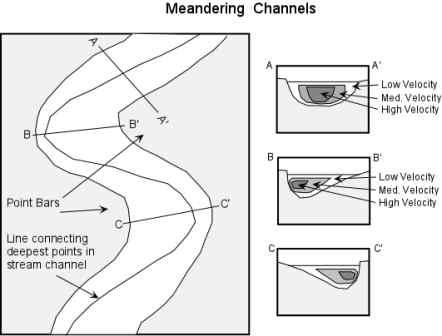 Meandering Channels
A
A'
B
B'
Point Bars
C
C'
Line connecting
deepest points in
stream channel
A
A'
Low Velocity
Med. Velocity
High Velocity
B
B'
Low Velocity
Med. Velocity
High Velocity
C
C'